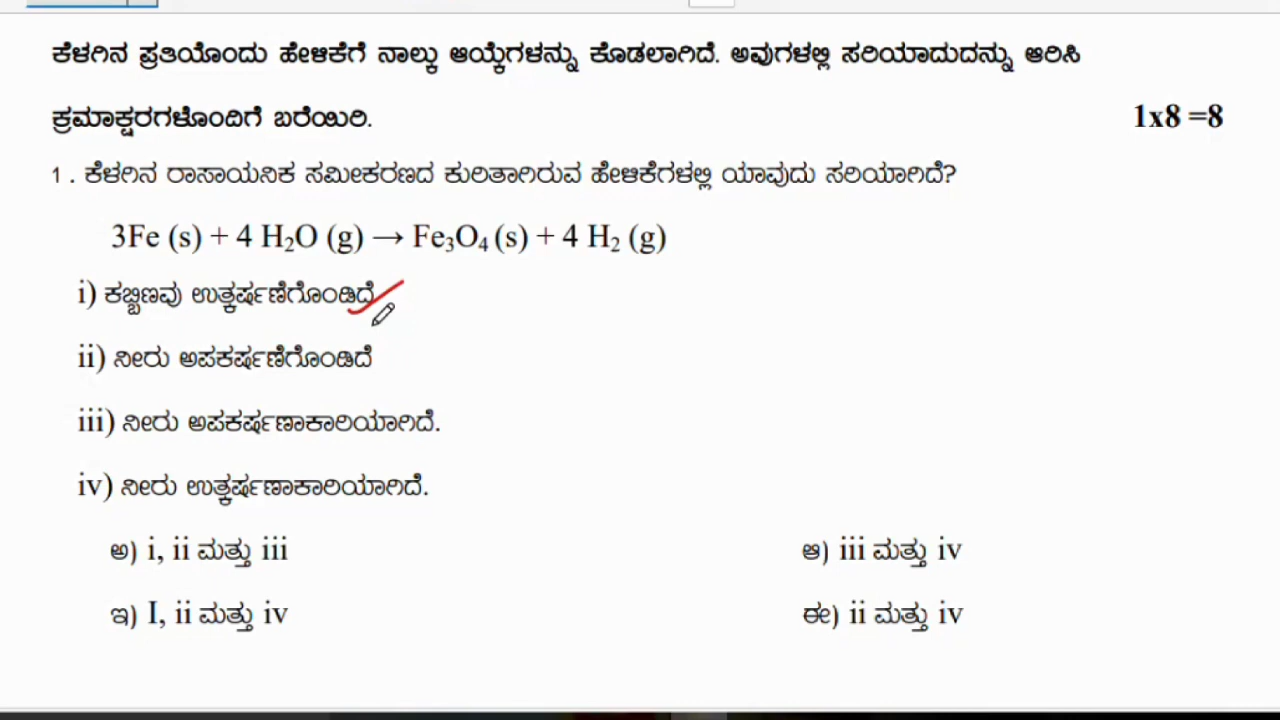 ಕೆಳಗಿನ ಪ್ರತಿಯೊಂದು ಹೇಳಿಕೆಗೆ ನಾಲ್ಕು ಆಯ್ಕೆಗಳನ್ನು ಕೊಡಲಾಗಿದೆ. ಅವುಗಳಲ್ಲಿ ಸರಿಯಾದುದನ್ನು ಆರಿಸಿ
ಕ್ರಮಾಕ್ಷರಗಳೊಂದಿಗೆ ಬರೆಯಿರಿ. 1x8 =8
1 . ಕೆಳಗಿನ ರಾಸಾಯನಿಕ ಸಮೀಕರಣದ ಕುರಿತಾಗಿರುವ ಹೇಳಿಕೆಗಳಲ್ಲಿ ಯಾವುದು ಸರಿಯಾಗಿದೆ?
3Fe (s) + 4 H₂O (g) → Fe₃O₄ (s) + 4 H₂ (g)
i) ಕಬ್ಬಿಣವು ಉತ್ಕರ್ಷಣೆಗೊಂಡಿದೆ
ii) ನೀರು ಅಪಕರ್ಷಣೆಗೊಂಡಿದೆ
iii) ನೀರು ಅಪಕರ್ಷಣಾಕಾರಿಯಾಗಿದೆ.
iv) ನೀರು ಉತ್ಕರ್ಷಣಾಕಾರಿಯಾಗಿದೆ.
ಅ) i, ii ಮತ್ತು iii ಆ) iii ಮತ್ತು iv
ಇ) I, ii ಮತ್ತು iv ಈ) ii ಮತ್ತು iv